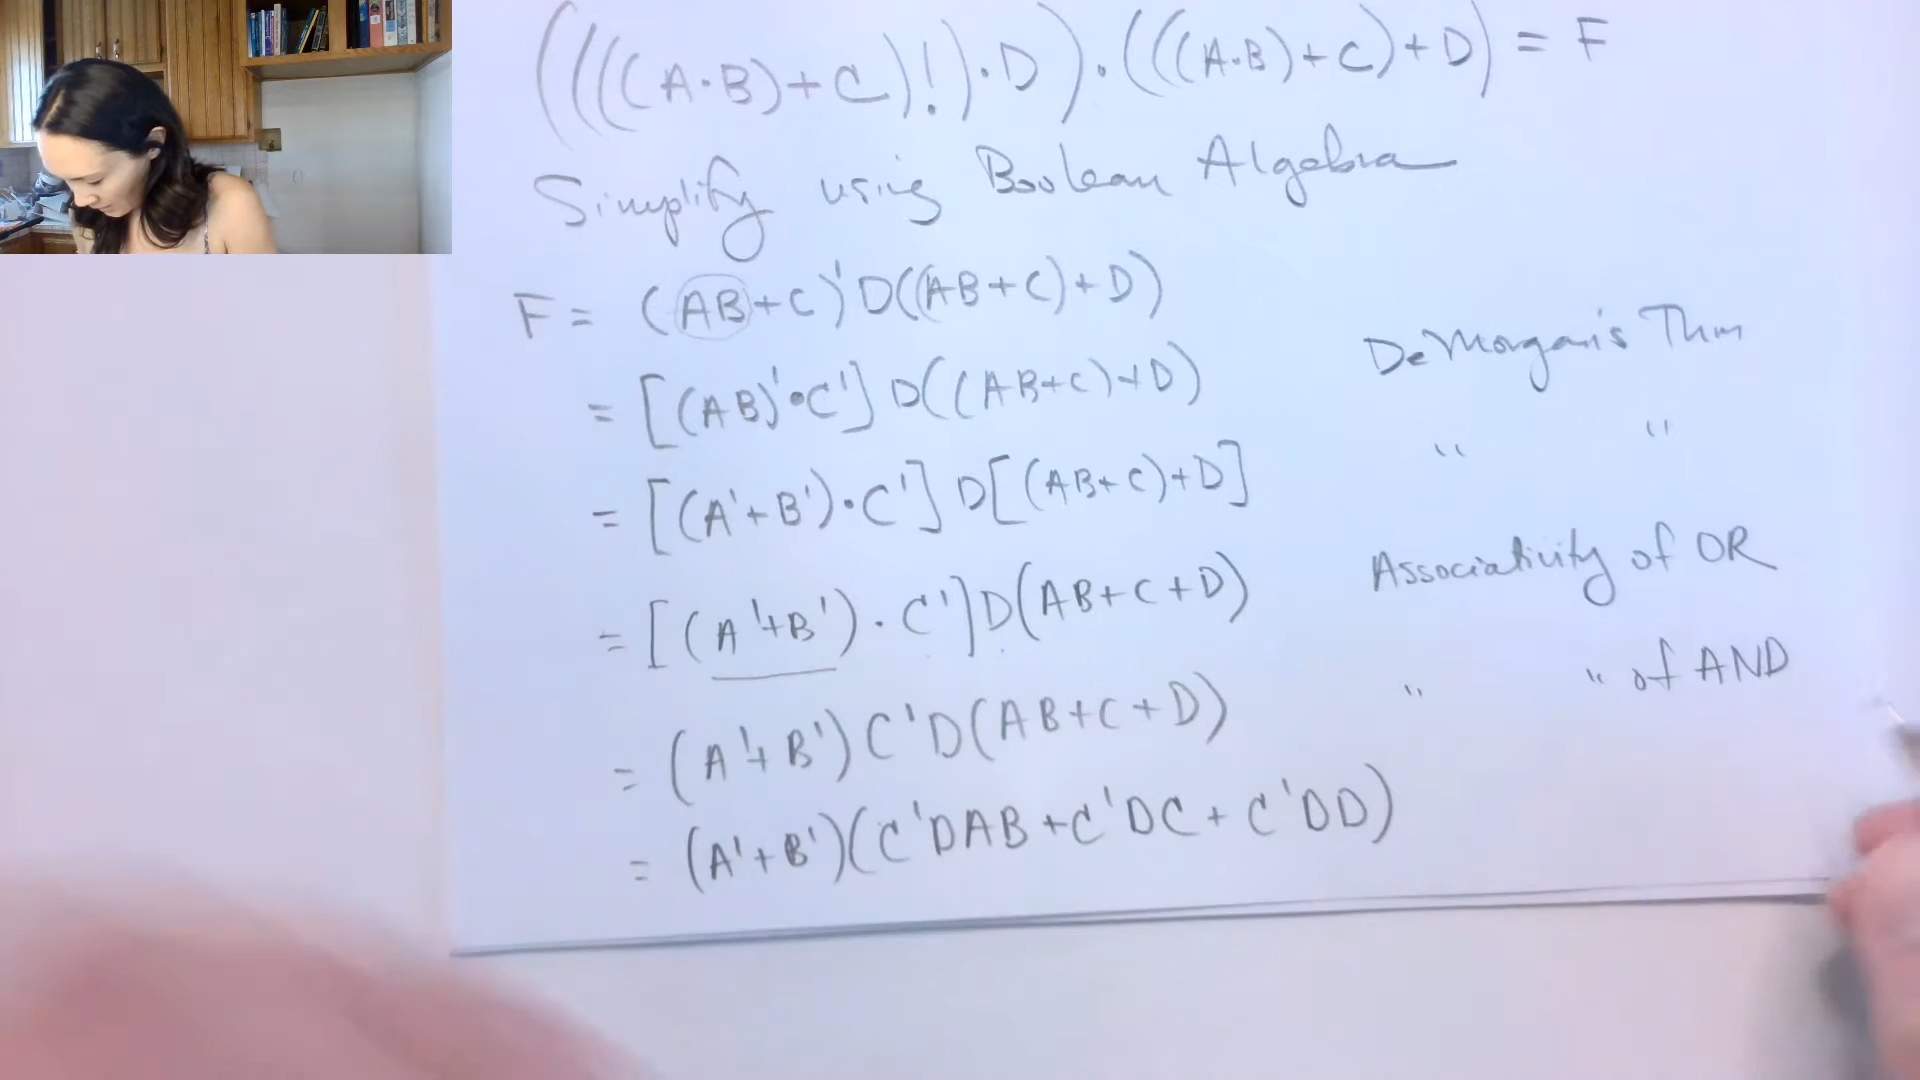 ((((A·B)+C)!)·D)·(((A·B)+C)+D) = F
Simplify using Boolean Algebra
F = (AB+C)'D((AB+C)+D)
= [(AB)'•C'] D((AB+C)+D) DeMorgan's Thm
= [(A'+B')·C'] D[(AB+C)+D] " "
= [(A'+B')·C']D(AB+C+D) Associativity of OR
= (A'+B')C'D(AB+C+D) " " of AND
= (A'+B')(C'DAB+C'DC+C'DD)